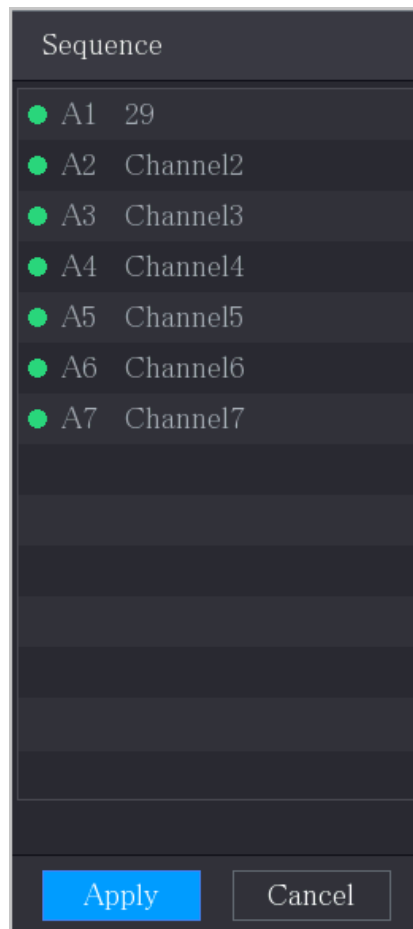 Sequence
A1 29
A2 Channel2
A3 Channel3
A4 Channel4
A5 Channel5
A6 Channel6
A7 Channel7
Apply Cancel